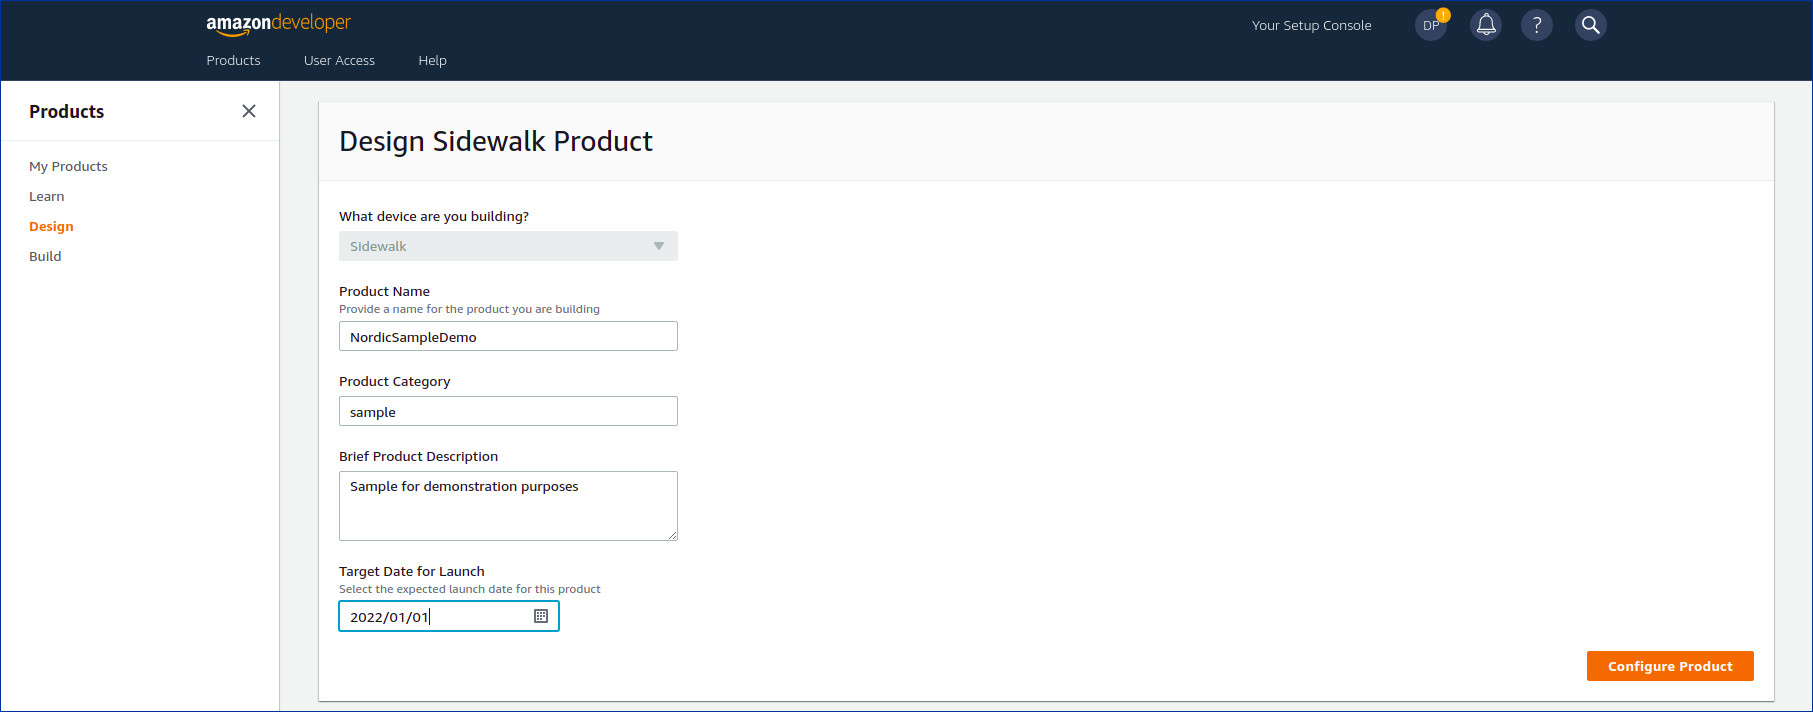 amazondeveloper
Your Setup Console
DP
!
?
Products
User Access
Help
Products
My Products
Learn
Design
Build
Design Sidewalk Product
What device are you building?
Sidewalk
Product Name
Provide a name for the product you are building
NordicSampleDemo
Product Category
sample
Brief Product Description
Sample for demonstration purposes
Target Date for Launch
Select the expected launch date for this product
2022/01/01
Configure Product